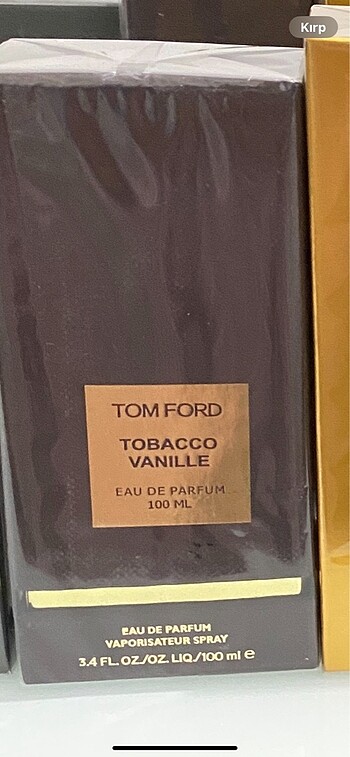 Kırp
TOM FORD
TOBACCO
VANILLE
EAU DE PARFUM
100 ML
EAU DE PARFUM
VAPORISATEUR SPRAY
3.4 FL. OZ./OZ. LIQ./100 ml e